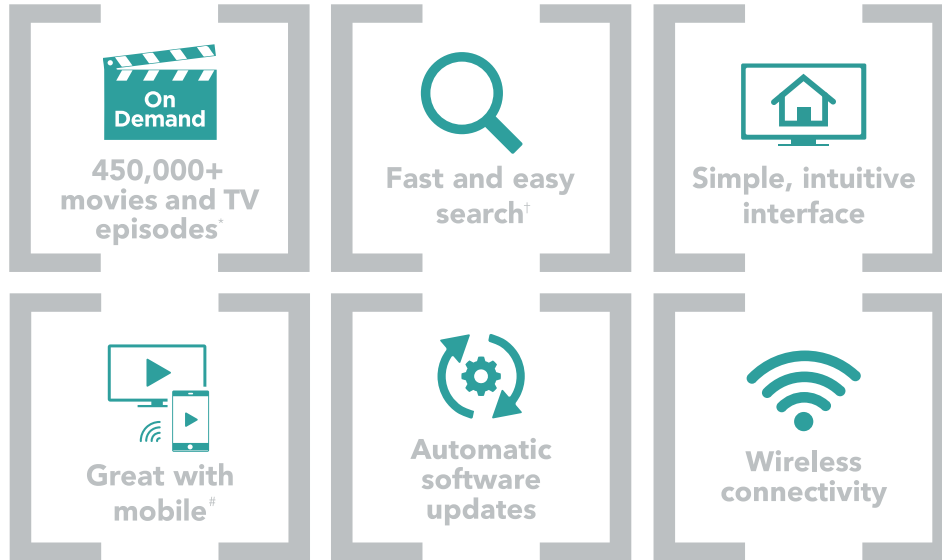 On
Demand
450,000+
movies and TV
episodes*
Fast and easy
search†
Simple, intuitive
interface
Great with
mobile#
Automatic
software
updates
Wireless
connectivity